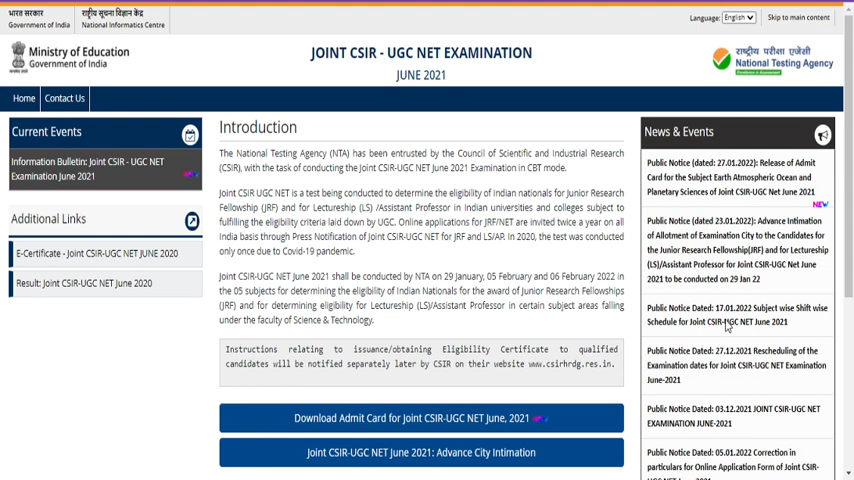 भारत सरकार
Government of India
राष्ट्रीय सूचना विज्ञान केंद्र
National Informatics Centre
Language: English
Skip to main content
Ministry of Education
Government of India
JOINT CSIR - UGC NET EXAMINATION
JUNE 2021
राष्ट्रीय परीक्षा एजेंसी
National Testing Agency
Excellence in Assessment
Home
Contact Us
Current Events
Information Bulletin: Joint CSIR - UGC NET
Examination June 2021
Additional Links
E-Certificate - Joint CSIR-UGC NET JUNE 2020
Result: Joint CSIR-UGC NET June 2020
Introduction
The National Testing Agency (NTA) has been entrusted by the Council of Scientific and Industrial Research
(CSIR), with the task of conducting the Joint CSIR-UGC NET June 2021 Examination in CBT mode.
Joint CSIR UGC NET is a test being conducted to determine the eligibility of Indian nationals for Junior Research
Fellowship (JRF) and for Lectureship (LS) /Assistant Professor in Indian universities and colleges subject to
fulfilling the eligibility criteria laid down by UGC. Online applications for JRF/NET are invited twice a year on all
India basis through Press Notification of Joint CSIR-UGC NET for JRF and LS/AP. In 2020, the test was conducted
only once due to Covid-19 pandemic.
Joint CSIR-UGC NET June 2021 shall be conducted by NTA on 29 January, 05 February and 06 February 2022 in
the 05 subjects for determining the eligibility of Indian Nationals for the award of Junior Research Fellowships
(JRF) and for determining eligibility for Lectureship (LS)/Assistant Professor in certain subject areas falling
under the faculty of Science & Technology.
Instructions relating to issuance/obtaining Eligibility Certificate to qualified
candidates will be notified separately later by CSIR on their website www.csirhrdg.res.in.
Download Admit Card for Joint CSIR-UGC NET June, 2021
Joint CSIR-UGC NET June 2021: Advance City Intimation
News & Events
Public Notice (dated: 27.01.2022): Release of Admit
Card for the Subject Earth Atmospheric Ocean and
Planetary Sciences of Joint CSIR-UGC Net June 2021
NEW
Public Notice (dated 23.01.2022): Advance Intimation
of Allotment of Examination City to the Candidates for
the Junior Research Fellowship(JRF) and for Lectureship
(LS)/Assistant Professor for Joint CSIR-UGC Net June
2021 to be conducted on 29 Jan 22
Public Notice Dated: 17.01.2022 Subject wise Shift wise
Schedule for Joint CSIR-UGC NET June 2021
Public Notice Dated: 27.12.2021 Rescheduling of the
Examination dates for Joint CSIR-UGC NET Examination
June-2021
Public Notice Dated: 03.12.2021 JOINT CSIR-UGC NET
EXAMINATION JUNE-2021
Public Notice Dated: 05.01.2022 Correction in
particulars for Online Application Form of Joint CSIR-